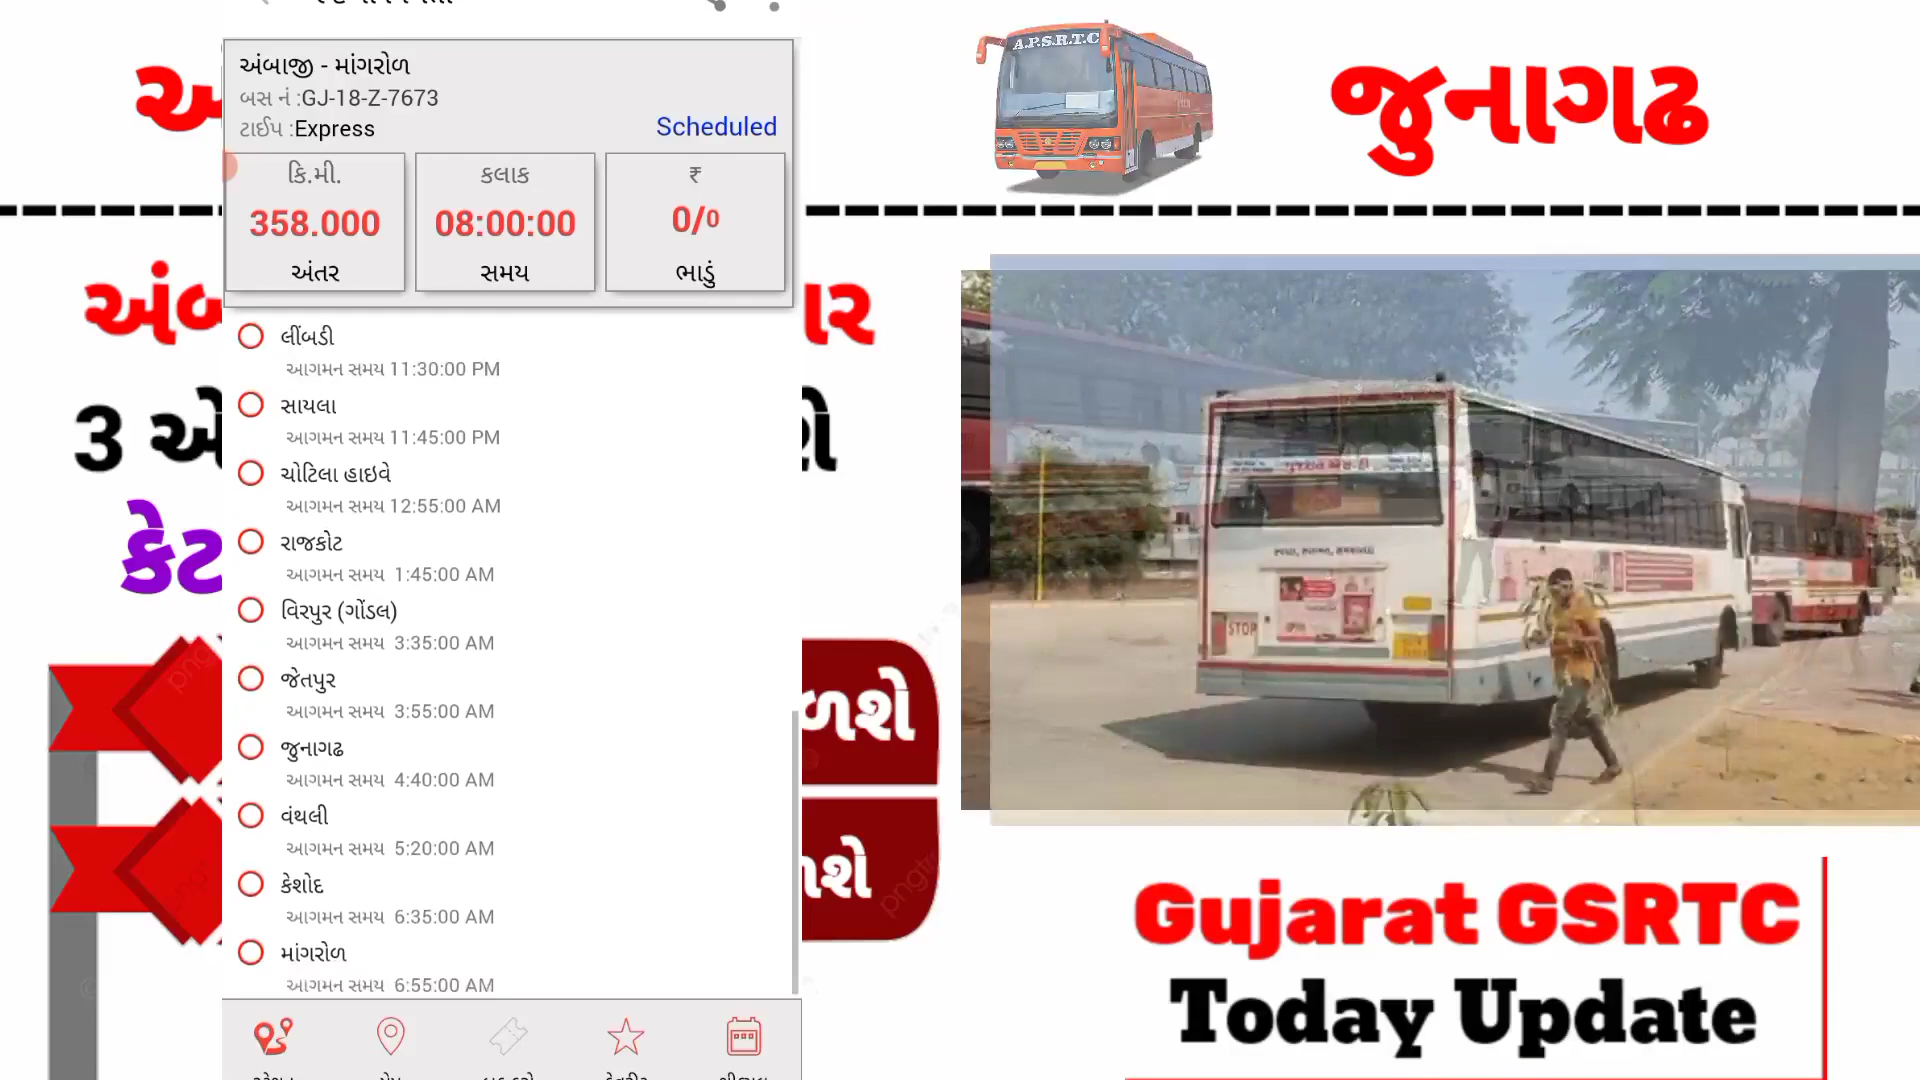 અંબાજી - માંગરોળ
બસ નં :GJ-18-Z-7673
ટાઈપ :Express
Scheduled
કિ.મી.
358.000
અંતર
કલાક
08:00:00
સમય
₹
0/0
ભાડું
લીંબડી
આગમન સમય 11:30:00 PM
સાયલા
આગમન સમય 11:45:00 PM
ચોટિલા હાઇવે
આગમન સમય 12:55:00 AM
રાજકોટ
આગમન સમય 1:45:00 AM
વિરપુર (ગોંડલ)
આગમન સમય 3:35:00 AM
જેતપુર
આગમન સમય 3:55:00 AM
જુનાગઢ
આગમન સમય 4:40:00 AM
વંથલી
આગમન સમય 5:20:00 AM
કેશોદ
આગમન સમય 6:35:00 AM
માંગરોળ
આગમન સમય 6:55:00 AM
A.P.S.R.T.C
જુનાગઢ
3
STOP
Gujarat GSRTC
Today Update